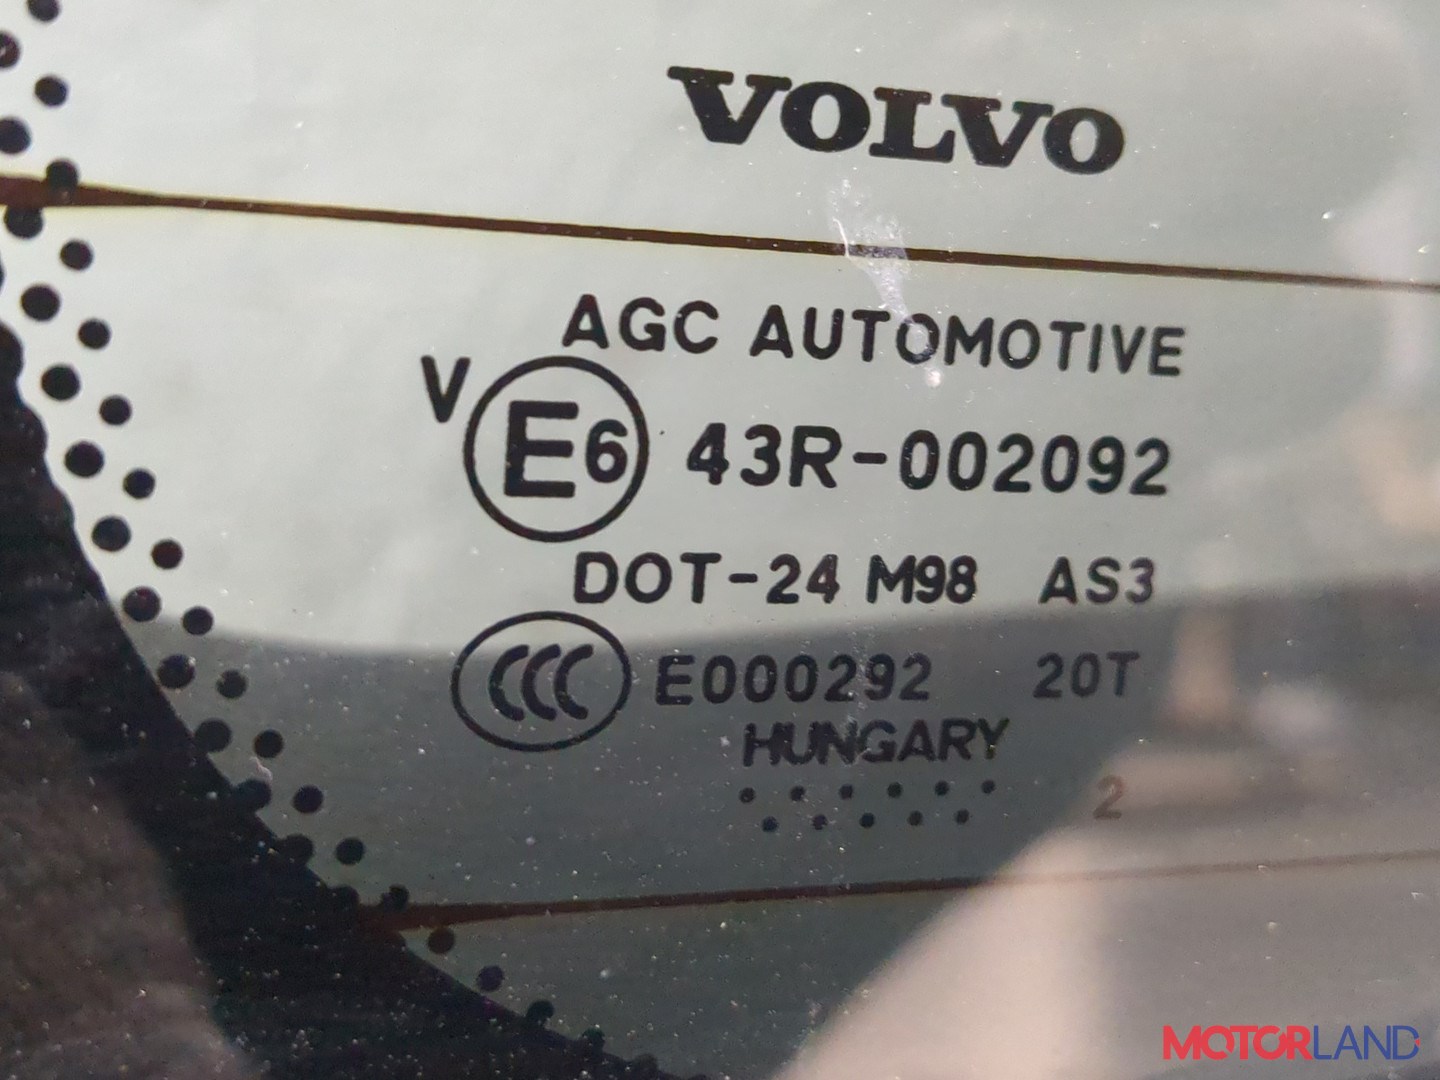 VOLVO
AGC AUTOMOTIVE
V E6 43R-002092
DOT-24 M98 AS3
CCC E000292 20T
HUNGARY
2
MOTORLAND